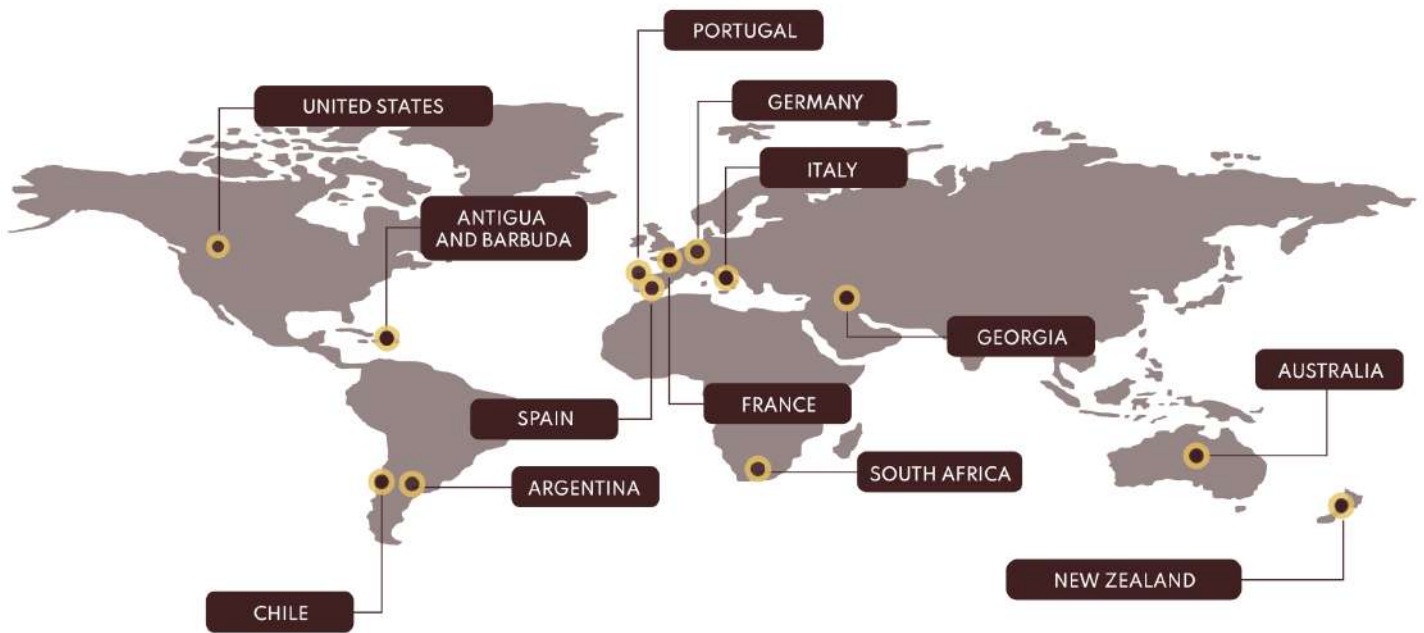 PORTUGAL
GERMANY
UNITED STATES
ITALY
ANTIGUA
AND BARBUDA
GEORGIA
AUSTRALIA
FRANCE
SPAIN
SOUTH AFRICA
ARGENTINA
NEW ZEALAND
CHILE